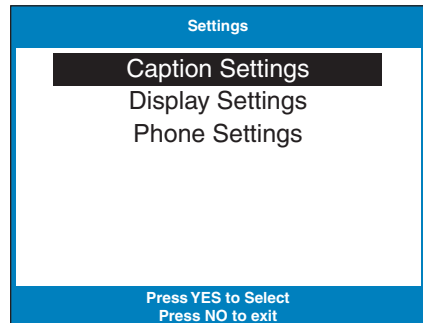 Settings
Caption Settings
Display Settings
Phone Settings
Press YES to Select
Press NO to exit